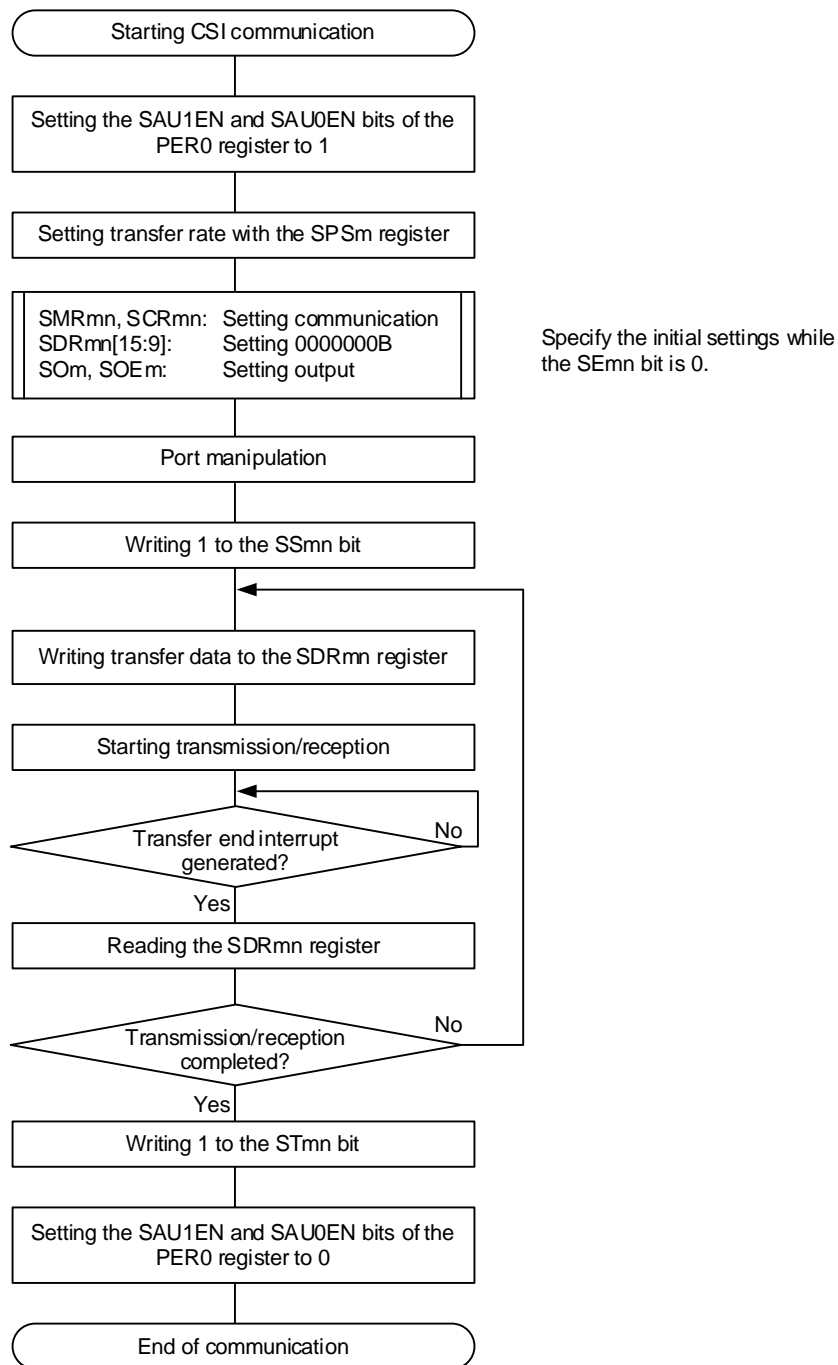 Starting CSI communication
Setting the SAU1EN and SAU0EN bits of the
PER0 register to 1
Setting transfer rate with the SPSm register
SMRmn, SCRmn: Setting communication
SDRmn[15:9]: Setting 0000000B
SOm, SOEm: Setting output
Specify the initial settings while
the SEmn bit is 0.
Port manipulation
Writing 1 to the SSmn bit
Writing transfer data to the SDRmn register
Starting transmission/reception
Transfer end interrupt
generated?
No
Yes
Reading the SDRmn register
Transmission/reception
completed?
No
Yes
Writing 1 to the STmn bit
Setting the SAU1EN and SAU0EN bits of the
PER0 register to 0
End of communication